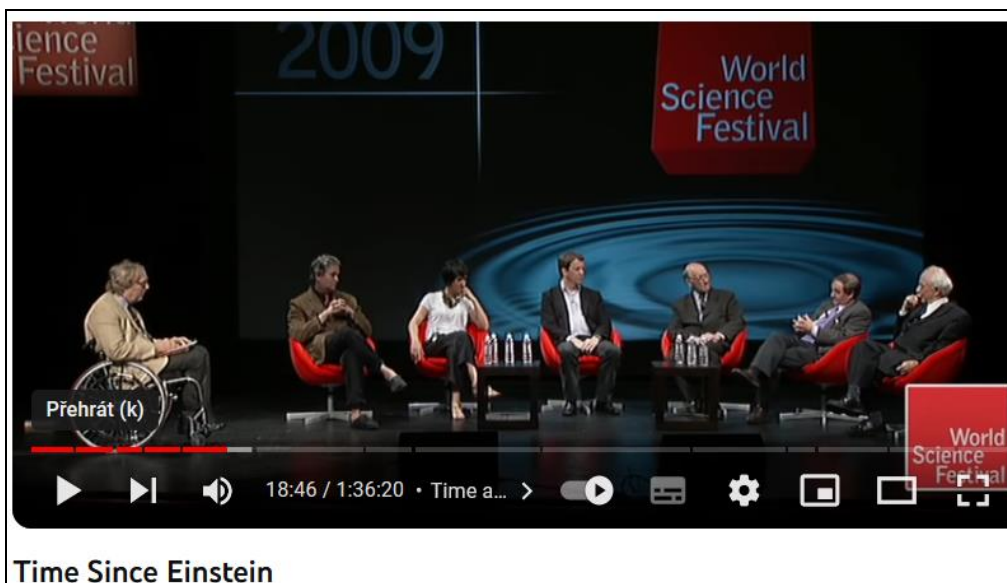 ience
Festival
2009
World
Science
Festival
Přehrát (k)
World
Science
Festival
18:46 / 1:36:20 • Time a... >
Time Since Einstein